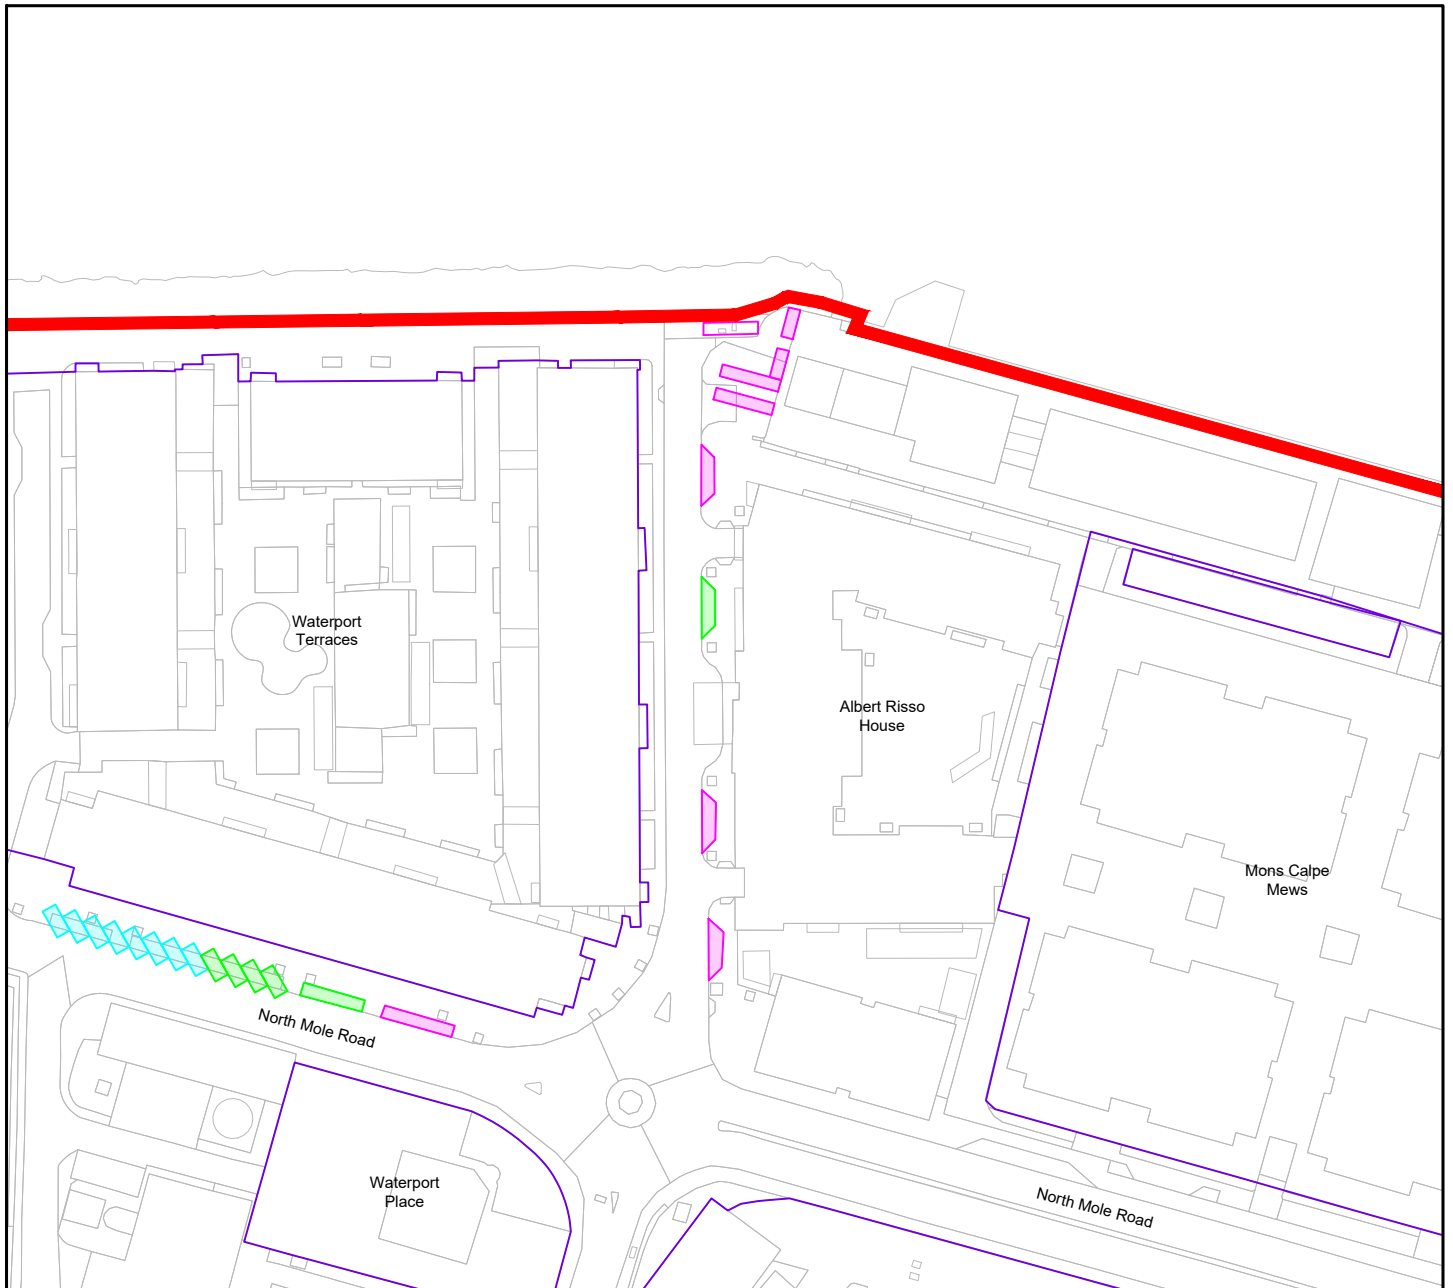 Waterport
Terraces
Albert Risso
House
Mons Calpe
Mews
North Mole Road
Waterport
Place
North Mole Road